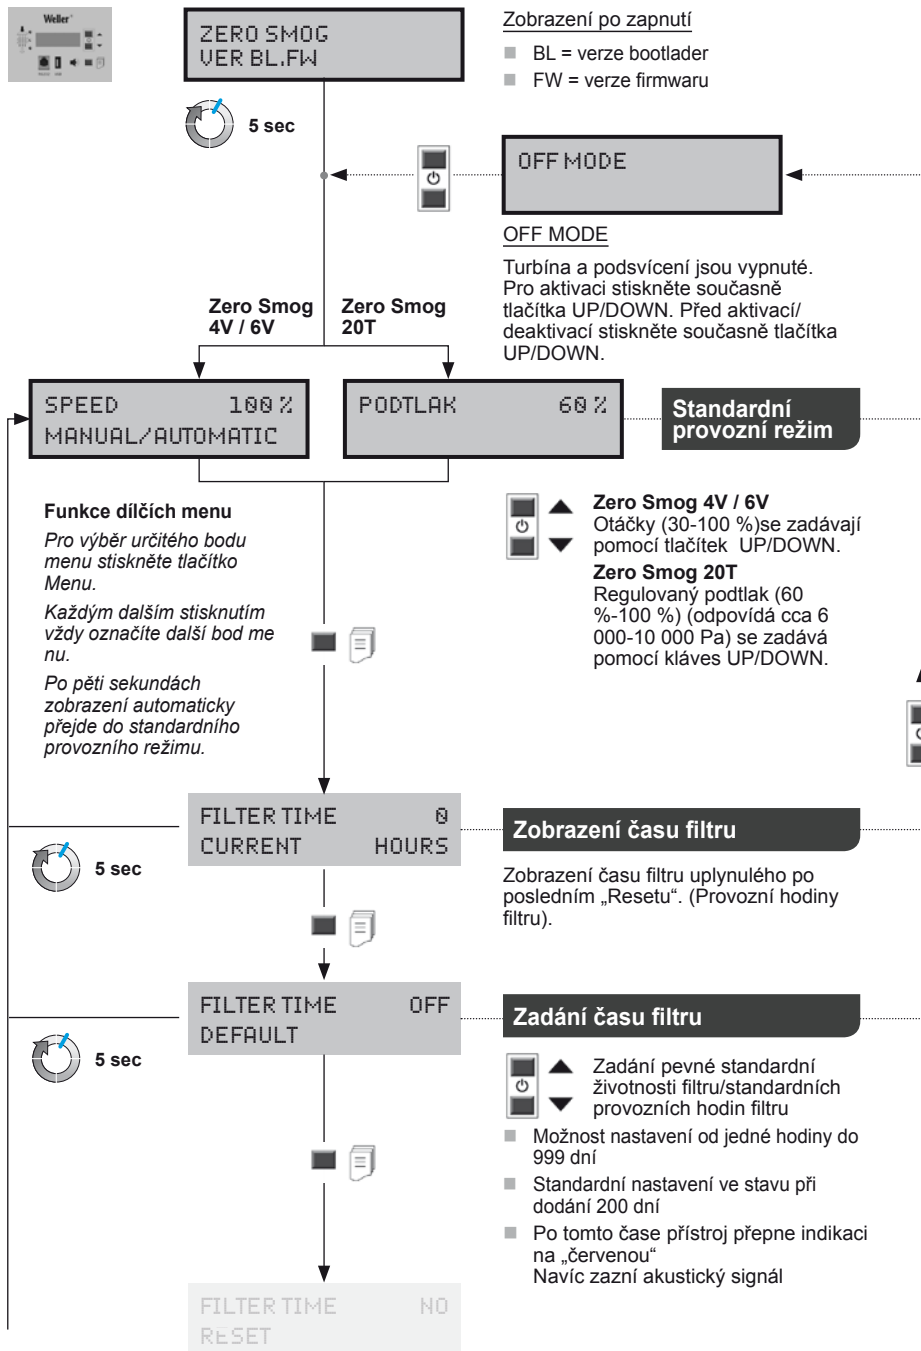 Weller
ZERO SMOG
VER BL.FW
Zobrazení po zapnutí
BL = verze bootlader
FW = verze firmwaru
5 sec
OFF MODE
OFF MODE
Turbína a podsvícení jsou vypnuté.
Pro aktivaci stiskněte současně
tlačítka UP/DOWN. Před aktivací/
deaktivací stiskněte současně tlačítka
UP/DOWN.
Zero Smog
4V / 6V
Zero Smog
20T
SPEED 100 %
MANUAL/AUTOMATIC
PODTLAK 60 %
Standardní
provozní režim
Funkce dílčích menu
Pro výběr určitého bodu
menu stiskněte tlačítko
Menu.
Každým dalším stisknutím
vždy označíte další bod me
nu.
Po pěti sekundách
zobrazení automaticky
přejde do standardního
provozního režimu.
Zero Smog 4V / 6V
Otáčky (30-100 %)se zadávají
pomocí tlačítek UP/DOWN.
Zero Smog 20T
Regulovaný podtlak (60
%-100 %) (odpovídá cca 6
000-10 000 Pa) se zadává
pomocí kláves UP/DOWN.
FILTER TIME 0
CURRENT HOURS
5 sec
Zobrazení času filtru
Zobrazení času filtru uplynulého po
posledním „Resetu“. (Provozní hodiny
filtru).
FILTER TIME OFF
DEFAULT
5 sec
Zadání času filtru
Zadání pevné standardní
životnosti filtru/standardních
provozních hodin filtru
Možnost nastavení od jedné hodiny do
999 dní
Standardní nastavení ve stavu při
dodání 200 dní
Po tomto čase přístroj přepne indikaci
na „červenou“
Navíc zazní akustický signál
FILTER TIME NO
RESET